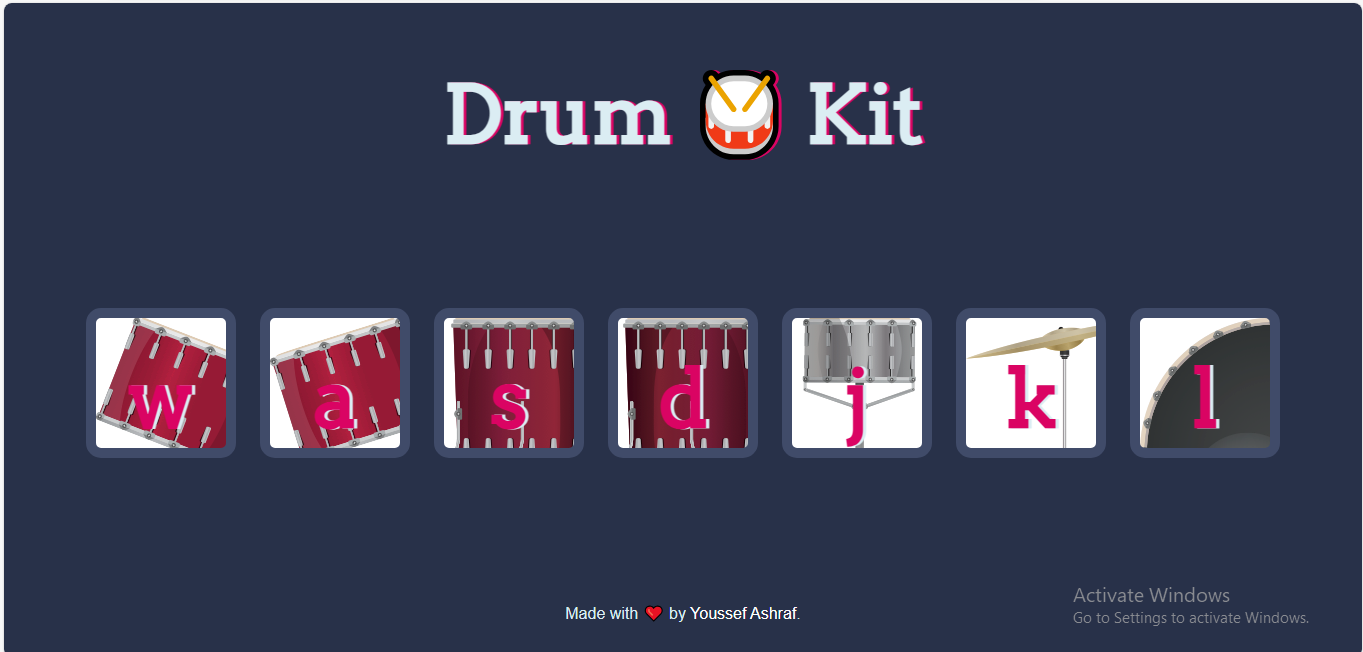 Drum 🥁 Kit
w a s d j k l
Made with ❤️ by Youssef Ashraf.
Activate Windows
Go to Settings to activate Windows.